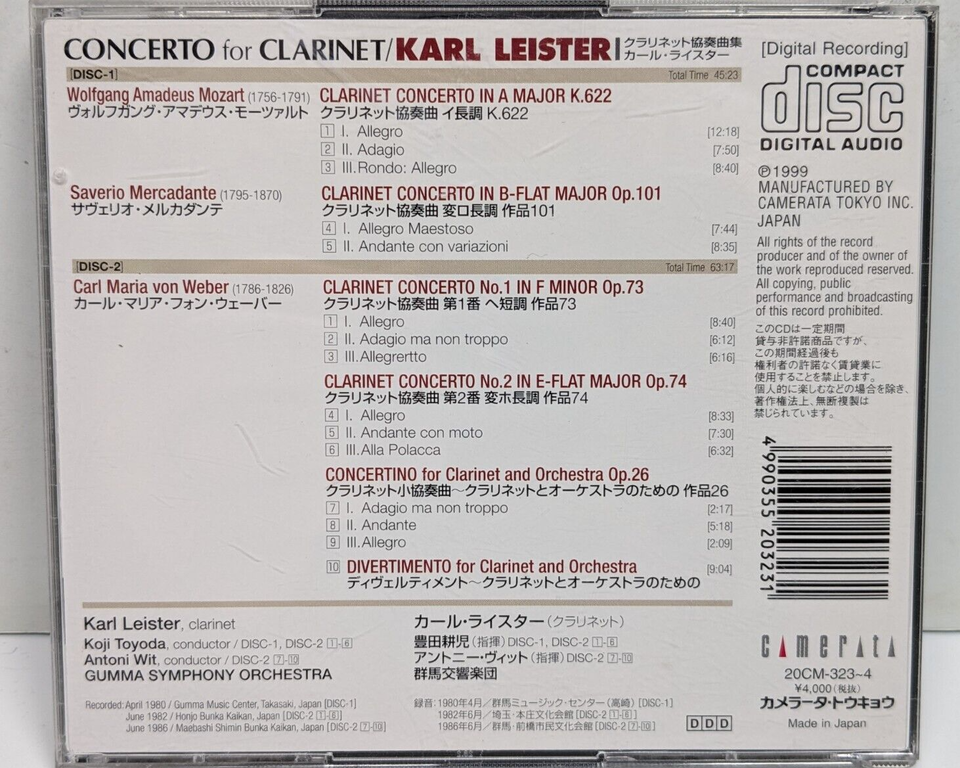 CONCERTO for CLARINET/KARL LEISTER
クラリネット協奏曲集
カール・ライスター
[DISC-1] Total Time 45:23
Wolfgang Amadeus Mozart (1756-1791) CLARINET CONCERTO IN A MAJOR K.622
ヴォルフガング・アマデウス・モーツァルト クラリネット協奏曲 イ長調 K.622
1 I. Allegro [12:18]
2 II. Adagio [7:50]
3 III.Rondo: Allegro [8:40]
Saverio Mercadante (1795-1870) CLARINET CONCERTO IN B-FLAT MAJOR Op.101
サヴェリオ・メルカダンテ クラリネット協奏曲 変ロ長調 作品101
4 I. Allegro Maestoso [7:44]
5 II. Andante con variazioni [8:35]
[DISC-2] Total Time 63:17
Carl Maria von Weber (1786-1826) CLARINET CONCERTO No.1 IN F MINOR Op.73
カール・マリア・フォン・ウェーバー クラリネット協奏曲 第1番 ヘ短調 作品73
1 I. Allegro [8:40]
2 II. Adagio ma non troppo [6:12]
3 III.Allegrertto [6:16]
CLARINET CONCERTO No.2 IN E-FLAT MAJOR Op.74
クラリネット協奏曲 第2番 変ホ長調 作品74
4 I. Allegro [8:33]
5 II. Andante con moto [7:30]
6 III.Alla Polacca [6:32]
CONCERTINO for Clarinet and Orchestra Op.26
クラリネット小協奏曲〜クラリネットとオーケストラのための 作品26
7 I. Adagio ma non troppo [2:17]
8 II. Andante [5:18]
9 III.Allegro [2:09]
10 DIVERTIMENTO for Clarinet and Orchestra [9:04]
ディヴェルティメント〜クラリネットとオーケストラのための
Karl Leister, clarinet
Koji Toyoda, conductor / DISC-1, DISC-2 1-6
Antoni Wit, conductor / DISC-2 7-10
GUMMA SYMPHONY ORCHESTRA
カール・ライスター(クラリネット)
豊田耕児(指揮) DISC-1, DISC-2 1-6
アントニー・ヴィット(指揮) DISC-2 7-10
群馬交響楽団
Recorded: April 1980 / Gumma Music Center, Takasaki, Japan [DISC-1]
June 1982 / Honjo Bunka Kaikan, Japan [DISC-2 1-6]
June 1986 / Maebashi Shimin Bunka Kaikan, Japan [DISC-2 7-10]
録音:1980年4月/群馬ミュージック・センター(高崎) [DISC-1]
1982年6月/埼玉・本庄文化会館 [DISC-2 1-6]
1986年6月/群馬・前橋市民文化会館 [DISC-2 7-10]
DDD
[Digital Recording]
COMPACT
disc
DIGITAL AUDIO
℗1999
MANUFACTURED BY
CAMERATA TOKYO INC.
JAPAN
All rights of the record
producer and of the owner of
the work reproduced reserved.
All copying, public
performance and broadcasting
of this record prohibited.
このCDは一定期間
貸与非許諾商品ですが、
この期間経過後も
権利者の許諾なく賃貸業に
使用することを禁止します。
個人的に楽しむなどの場合を除き、
著作権法上、無断複製は
禁じられています。
4 990355 203231
camerata
20CM-323~4
¥4,000(税抜)
カメラータ・トウキョウ
Made in Japan